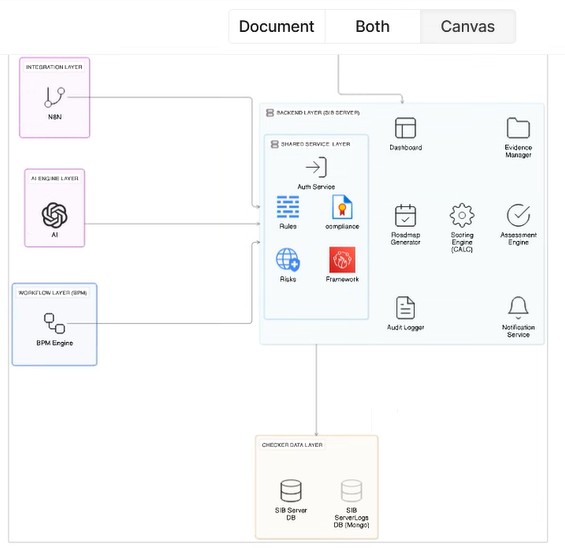 Document
Both
Canvas
INTEGRATION LAYER
N8N
AI ENGINE LAYER
AI
WORKFLOW LAYER (BPM)
BPM Engine
BACKEND LAYER (SIB SERVER)
SHARED SERVICE LAYER
Auth Service
Rules
compliance
Risks
Framework
Dashboard
Evidence
Manager
Roadmap
Generator
Scoring
Engine
(CALC)
Assessment
Engine
Audit Logger
Notification
Service
CHECKER DATA LAYER
SIB Server
DB
SIB
ServerLogs
DB (Mongo)